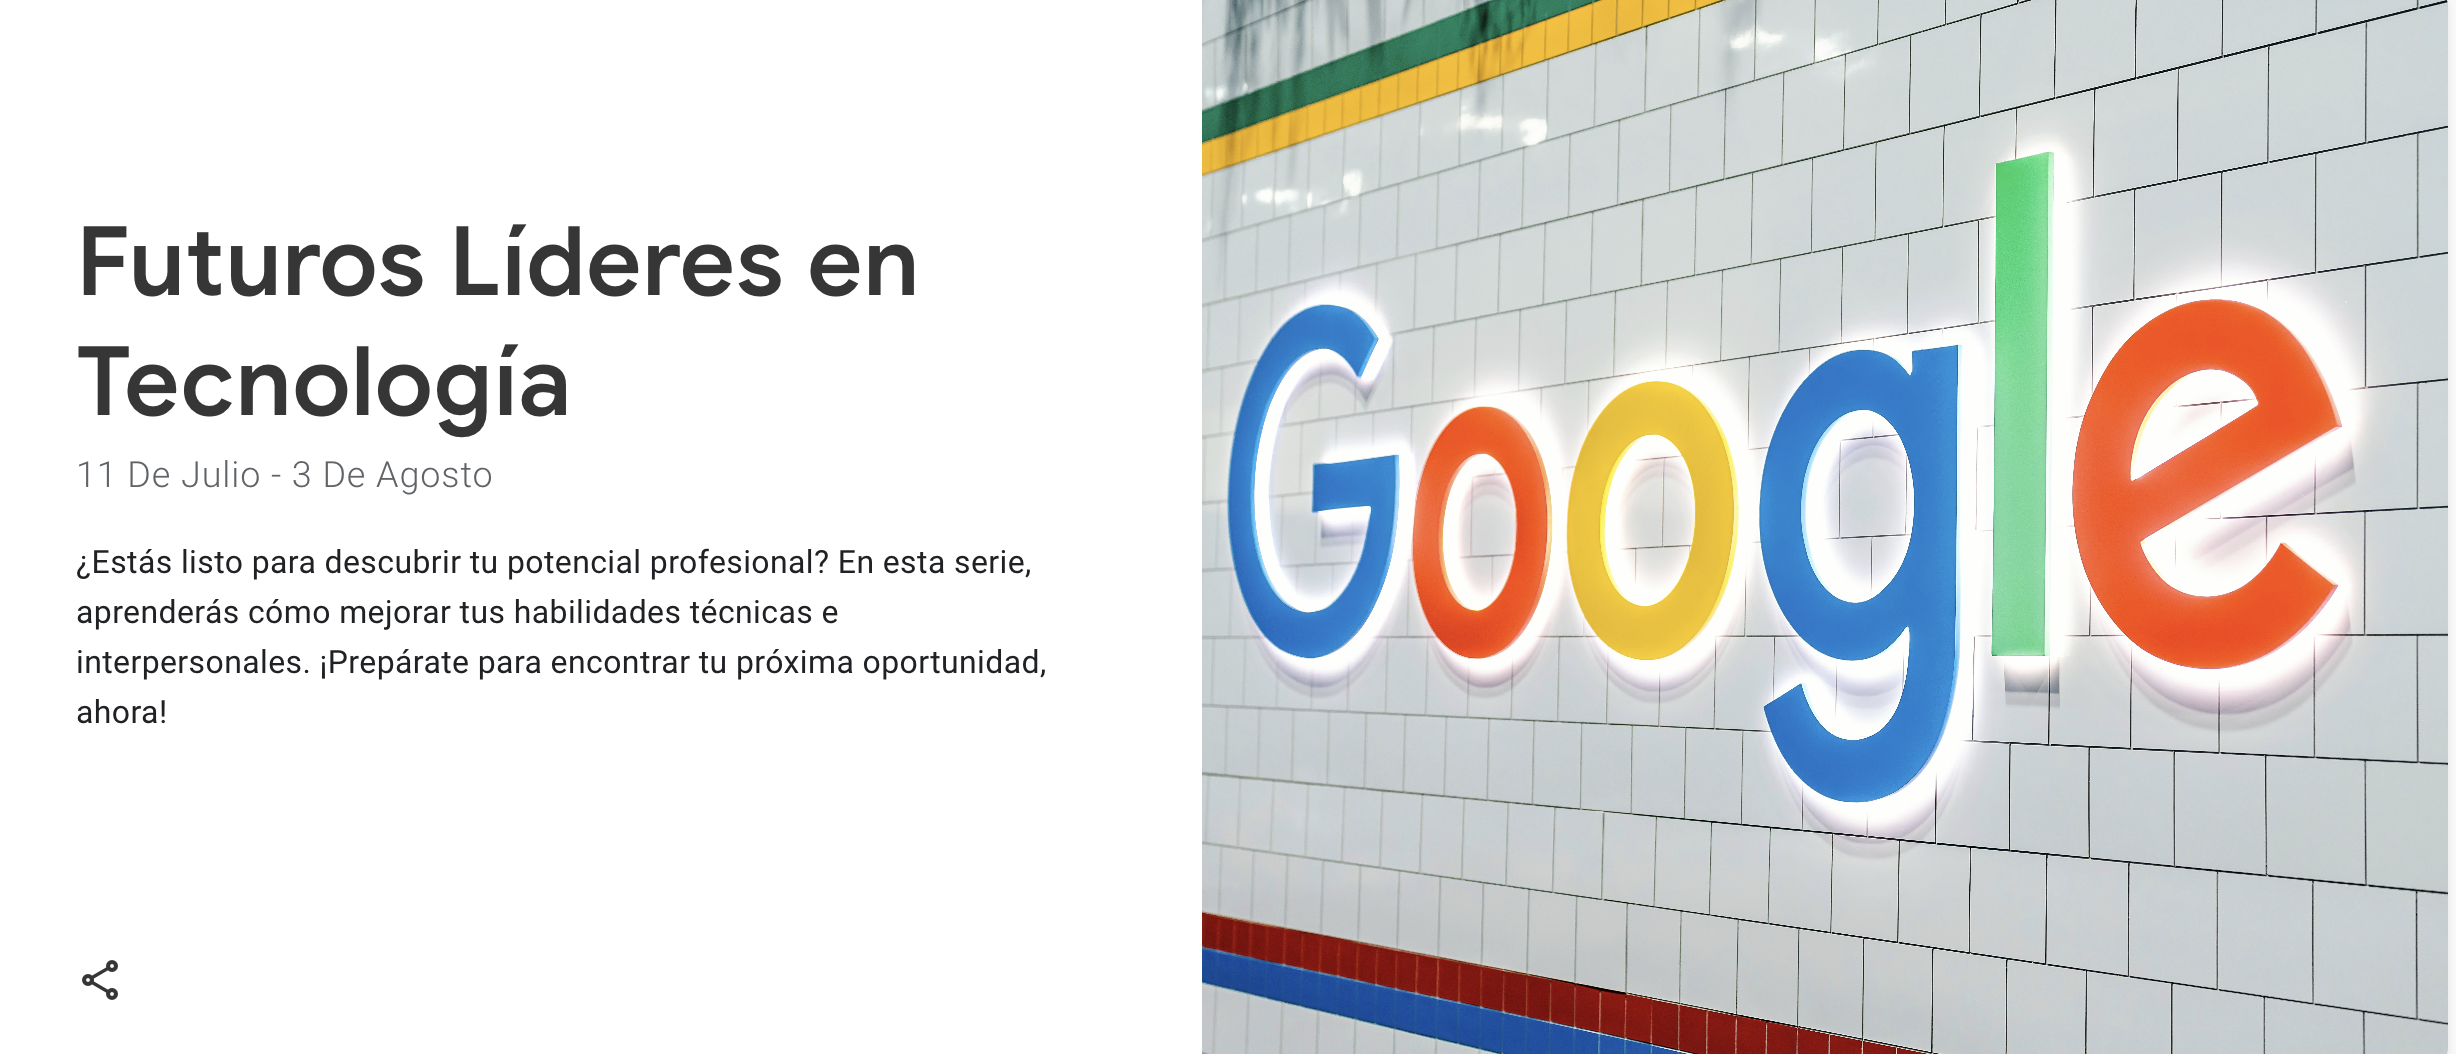 Futuros Líderes en
Tecnología
11 De Julio - 3 De Agosto
¿Estás listo para descubrir tu potencial profesional? En esta serie,
aprenderás cómo mejorar tus habilidades técnicas e
interpersonales. ¡Prepárate para encontrar tu próxima oportunidad,
ahora!
Google